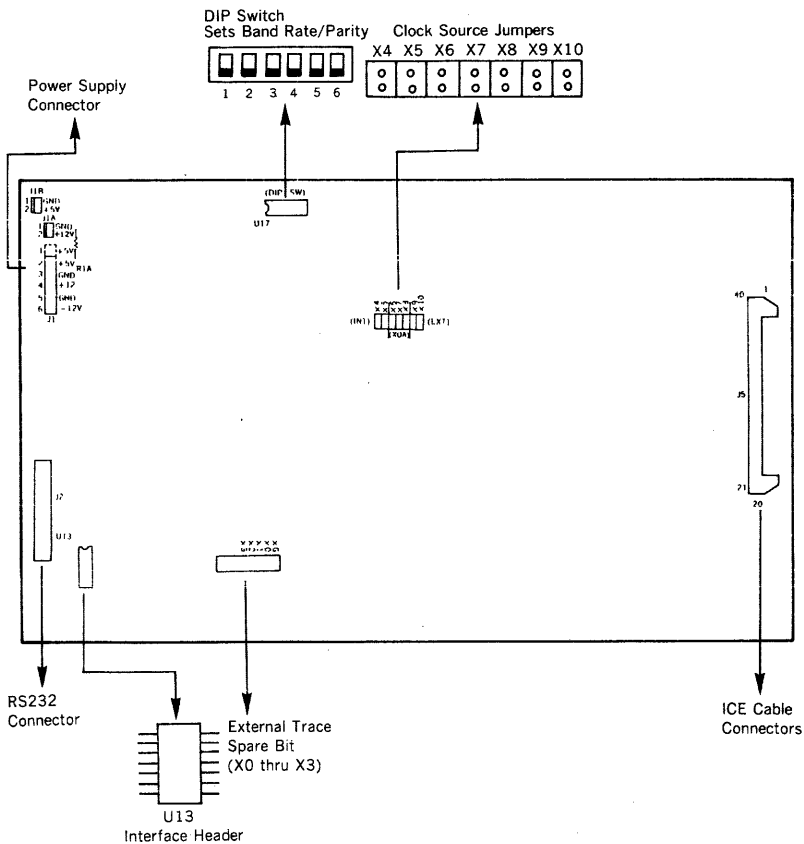 DIP Switch
Sets Band Rate/Parity
Clock Source Jumpers
X4 X5 X6 X7 X8 X9 X10
1 2 3 4 5 6
Power Supply
Connector
J1B
1 GND
2 +5V
J1A
1 GND
2 +12V
1 +5V
2 +5V
R1A
3 GND
4 +12
5 GND
6 -12V
J1
(DIP SW)
U17
(INT)
(XOA)
40 1
J5
21
20
J2
U13
RS232
Connector
U13
Interface Header
External Trace
Spare Bit
(X0 thru X3)
ICE Cable
Connectors